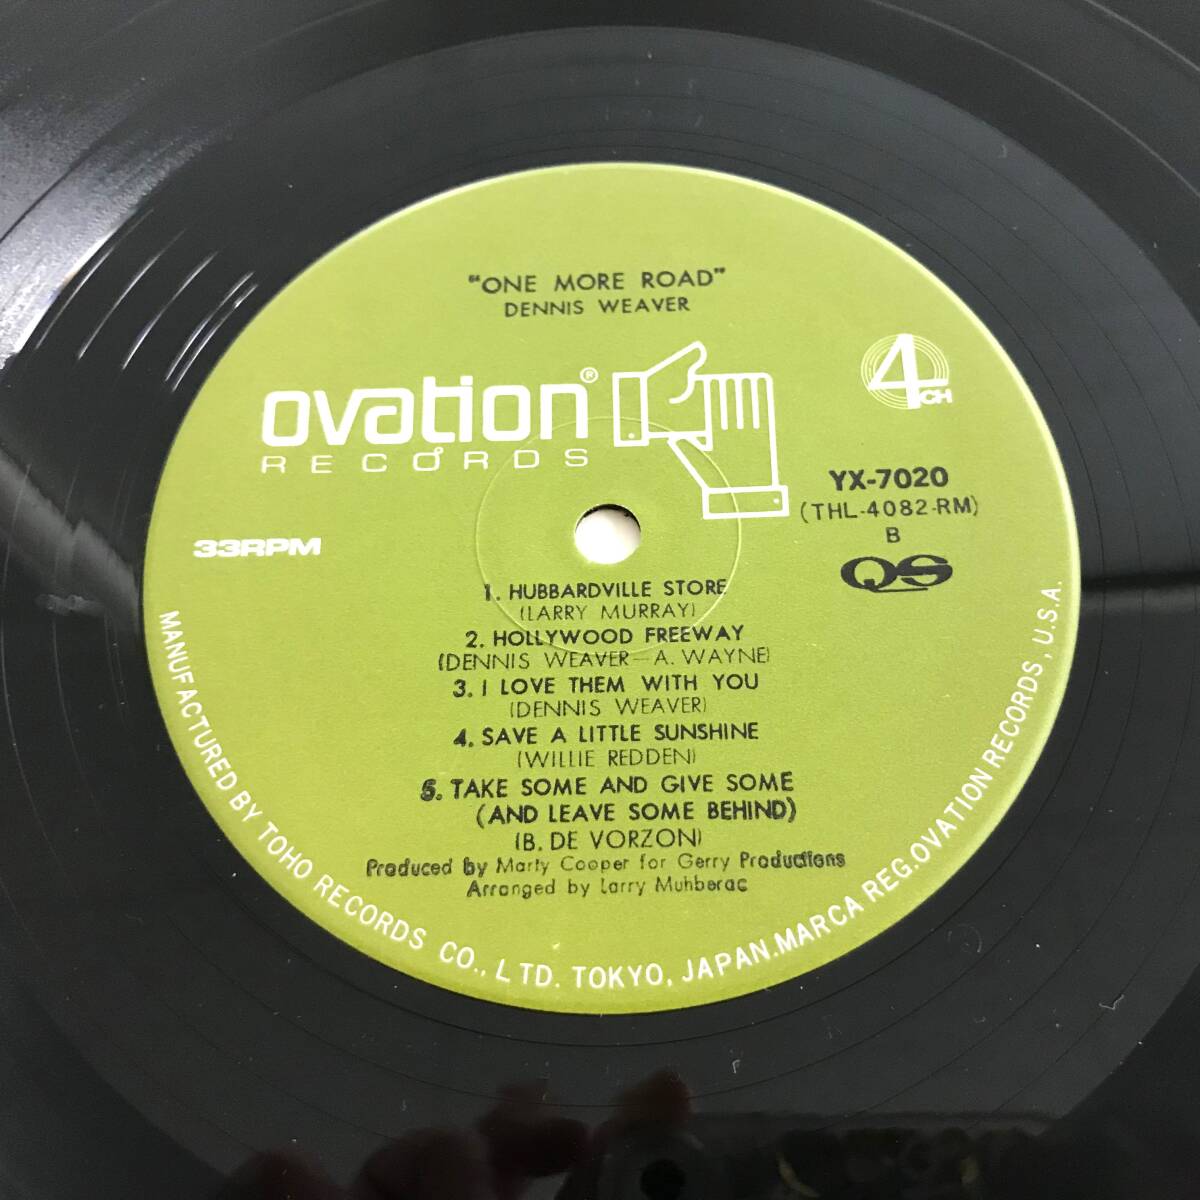 "ONE MORE ROAD"
DENNIS WEAVER
ovation®
RECORDS
4CH
YX-7020
(THL-4082-RM)
B
QS
33RPM
1. HUBBARDVILLE STORE
(LARRY MURRAY)
2. HOLLYWOOD FREEWAY
(DENNIS WEAVER—A. WAYNE)
3. I LOVE THEM WITH YOU
(DENNIS WEAVER)
4. SAVE A LITTLE SUNSHINE
(WILLIE REDDEN)
5. TAKE SOME AND GIVE SOME
(AND LEAVE SOME BEHIND)
(B. DE VORZON)
Produced by Marty Cooper for Gerry Productions
Arranged by Larry Muhberac
MANUFACTURED BY TOHO RECORDS CO., LTD. TOKYO, JAPAN. MARCA REG. OVATION RECORDS, U.S.A.